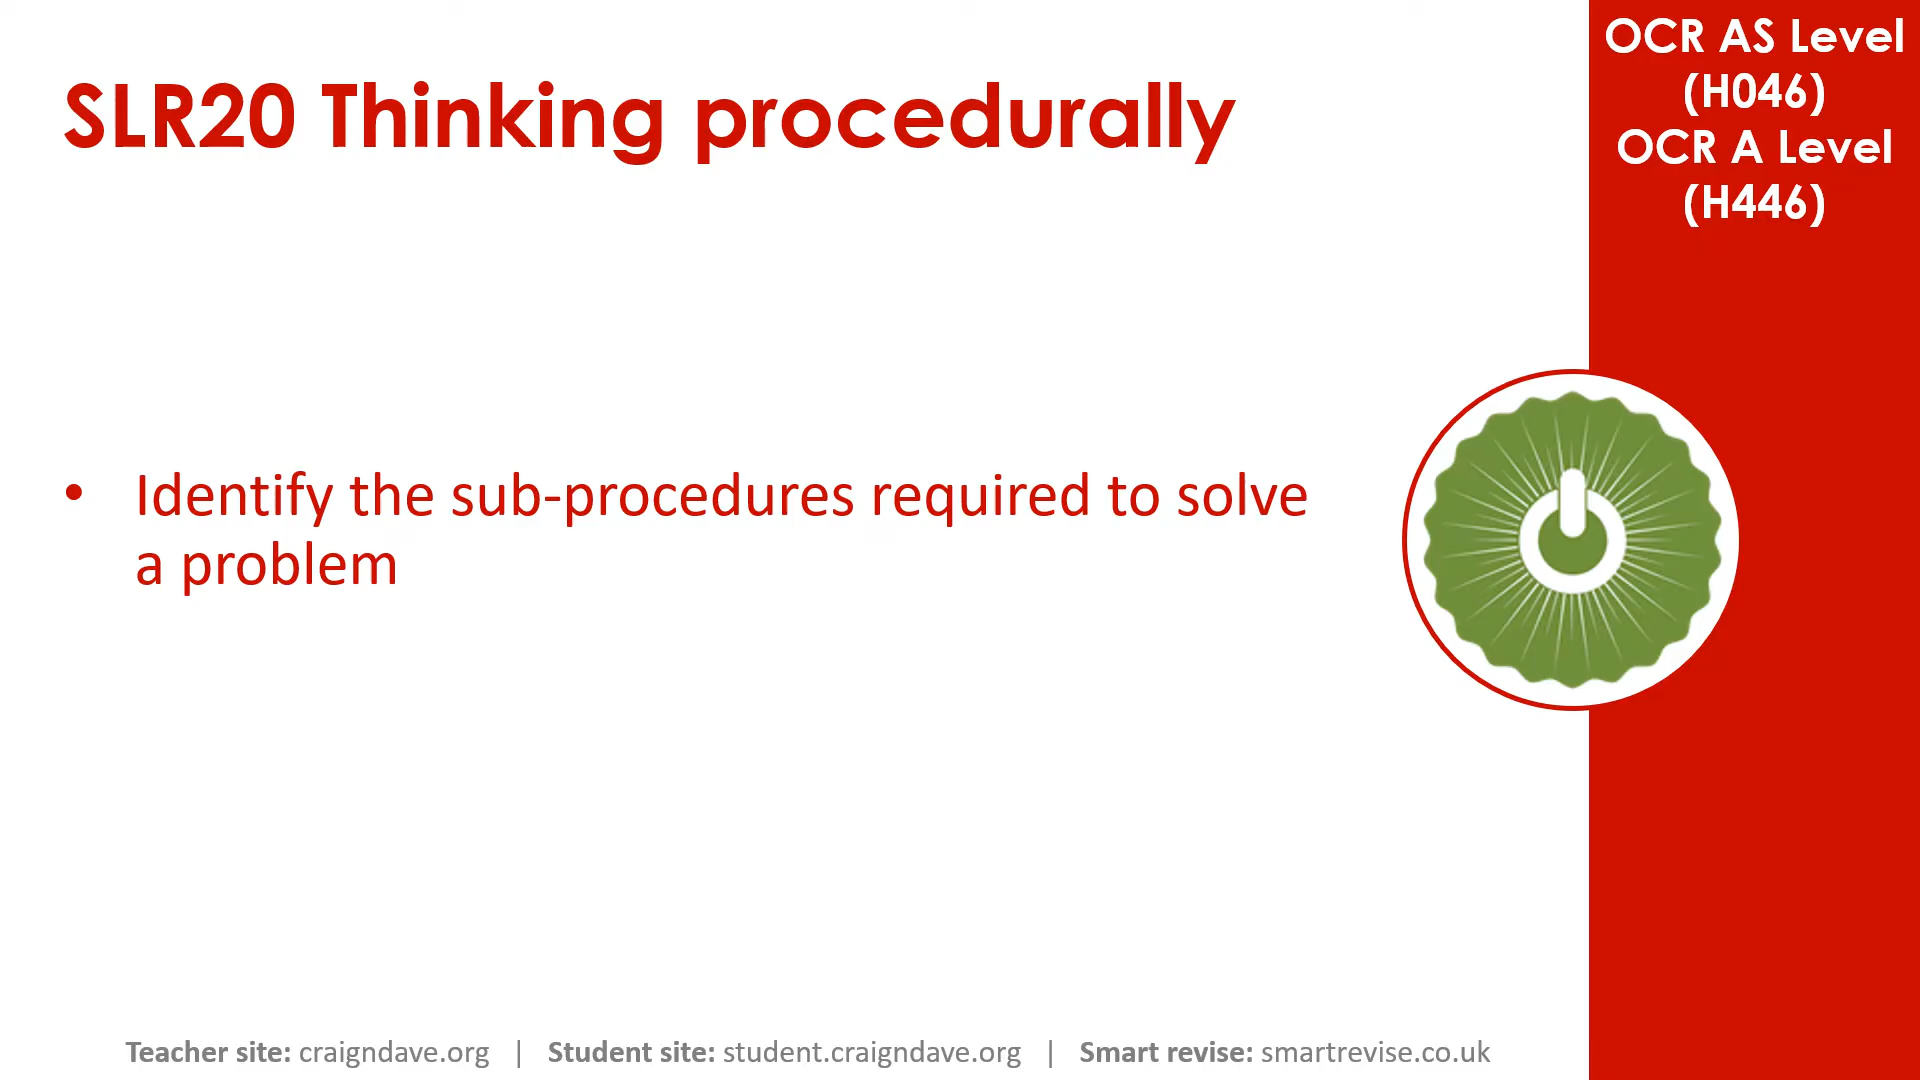 SLR20 Thinking procedurally
OCR AS Level
(H046)
OCR A Level
(H446)
• Identify the sub-procedures required to solve
a problem
Teacher site: craigndave.org | Student site: student.craigndave.org | Smart revise: smartrevise.co.uk